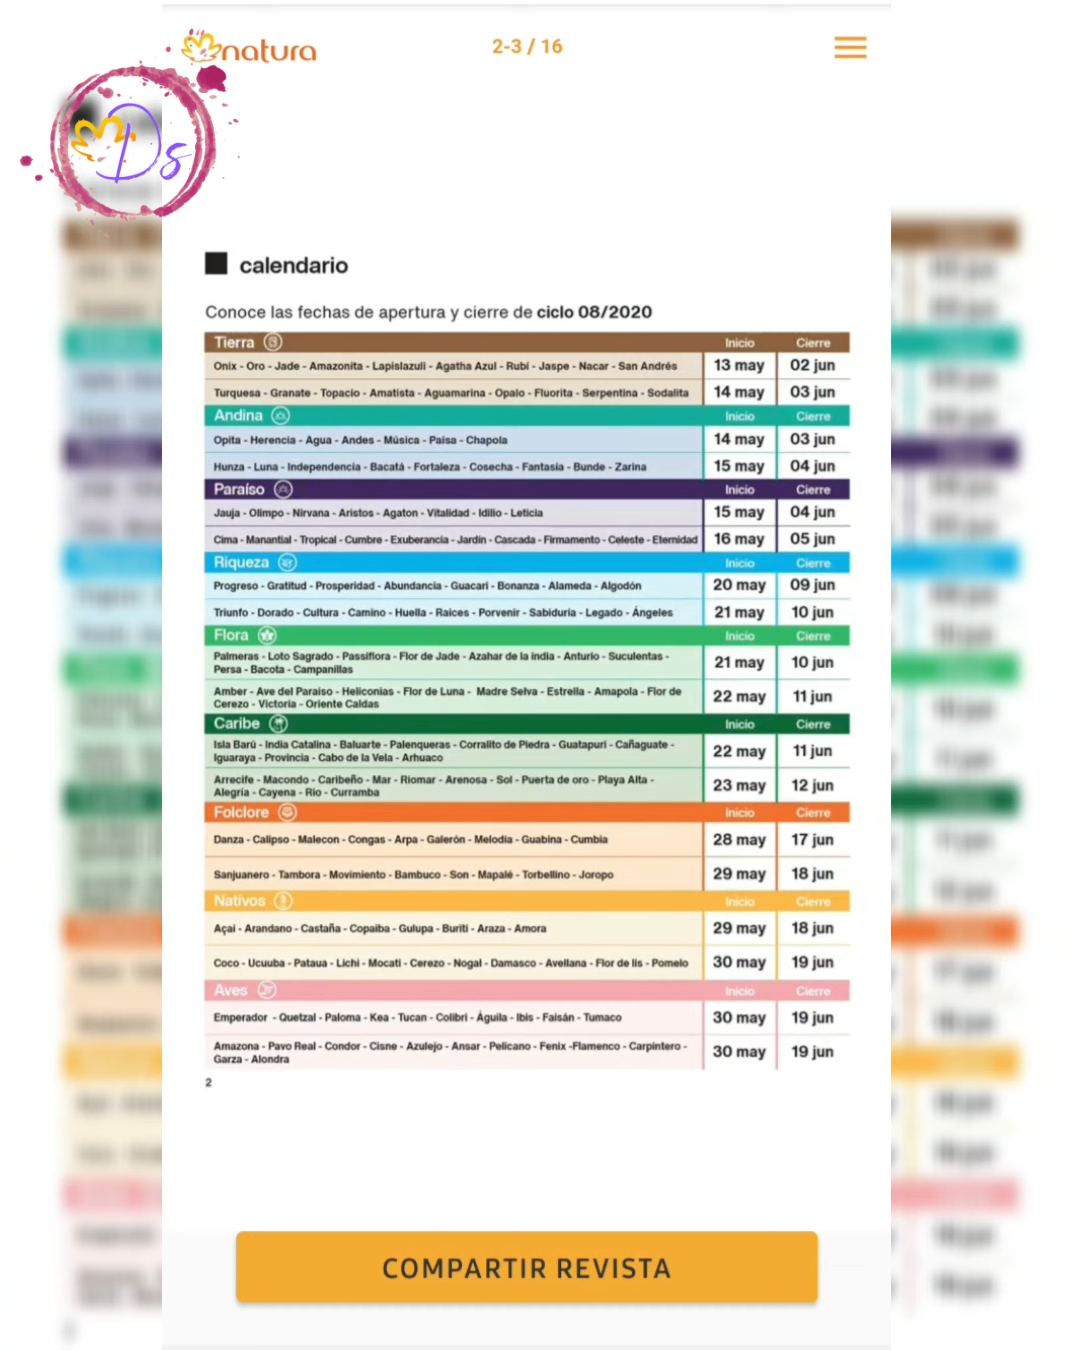 natura
2-3 / 16
Ds
calendario
Conoce las fechas de apertura y cierre de ciclo 08/2020
Tierra Inicio Cierre
Onix - Oro - Jade - Amazonita - Lapislazuli - Agatha Azul - Rubí - Jaspe - Nacar - San Andrés 13 may 02 jun
Turquesa - Granate - Topacio - Amatista - Aguamarina - Opalo - Fluorita - Serpentina - Sodalita 14 may 03 jun
Andina Inicio Cierre
Opita - Herencia - Agua - Andes - Música - Paisa - Chapola 14 may 03 jun
Hunza - Luna - Independencia - Bacatá - Fortaleza - Cosecha - Fantasia - Bunde - Zarina 15 may 04 jun
Paraíso Inicio Cierre
Jauja - Olimpo - Nirvana - Aristos - Agaton - Vitalidad - Idilio - Leticia 15 may 04 jun
Cima - Manantial - Tropical - Cumbre - Exuberancia - Jardín - Cascada - Firmamento - Celeste - Eternidad 16 may 05 jun
Riqueza Inicio Cierre
Progreso - Gratitud - Prosperidad - Abundancia - Guacari - Bonanza - Alameda - Algodón 20 may 09 jun
Triunfo - Dorado - Cultura - Camino - Huella - Raices - Porvenir - Sabiduria - Legado - Ángeles 21 may 10 jun
Flora Inicio Cierre
Palmeras - Loto Sagrado - Passiflora - Flor de Jade - Azahar de la india - Anturio - Suculentas -
Persa - Bacota - Campanillas 21 may 10 jun
Amber - Ave del Paraiso - Heliconias - Flor de Luna - Madre Selva - Estrella - Amapola - Flor de
Cerezo - Victoria - Oriente Caldas 22 may 11 jun
Caribe Inicio Cierre
Isla Barú - India Catalina - Baluarte - Palenqueras - Corralito de Piedra - Guatapuri - Cañaguate -
Iguaraya - Provincia - Cabo de la Vela - Arhuaco 22 may 11 jun
Arrecife - Macondo - Caribeño - Mar - Riomar - Arenosa - Sol - Puerta de oro - Playa Alta -
Alegria - Cayena - Rio - Curramba 23 may 12 jun
Folclore Inicio Cierre
Danza - Calipso - Malecon - Congas - Arpa - Galerón - Melodia - Guabina - Cumbia 28 may 17 jun
Sanjuanero - Tambora - Movimiento - Bambuco - Son - Mapalé - Torbellino - Joropo 29 may 18 jun
Nativos Inicio Cierre
Açai - Arandano - Castaña - Copaiba - Gulupa - Buriti - Araza - Amora 29 may 18 jun
Coco - Ucuuba - Pataua - Lichi - Mocati - Cerezo - Nogal - Damasco - Avellana - Flor de lis - Pomelo 30 may 19 jun
Aves Inicio Cierre
Emperador - Quetzal - Paloma - Kea - Tucan - Colibrí - Águila - Ibis - Faisán - Tumaco 30 may 19 jun
Amazona - Pavo Real - Condor - Cisne - Azulejo - Ansar - Pelicano - Fenix -Flamenco - Carpintero -
Garza - Alondra 30 may 19 jun
2
COMPARTIR REVISTA